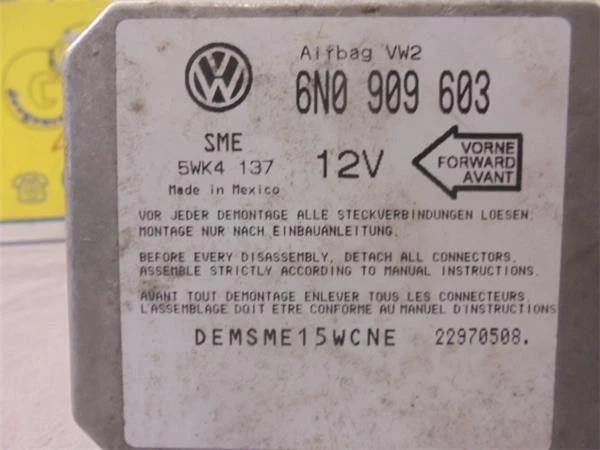 Airbag VW2
6N0 909 603
SME
5WK4 137
Made in Mexico
12V
VORNE
FORWARD
AVANT
VOR JEDER DEMONTAGE ALLE STECKVERBINDUNGEN LOESEN.
MONTAGE NUR NACH EINBAUANLEITUNG.
BEFORE EVERY DISASSEMBLY, DETACH ALL CONNECTORS.
ASSEMBLE STRICTLY ACCORDING TO MANUAL INSTRUCTIONS.
AVANT TOUT DEMONTAGE ENLEVER TOUS LES CONNECTEURS.
L'ASSEMBLAGE DOIT ETRE CONFORME AU MANUEL D'INSTRUCTIONS
DEMSME15WCNE 22970508.